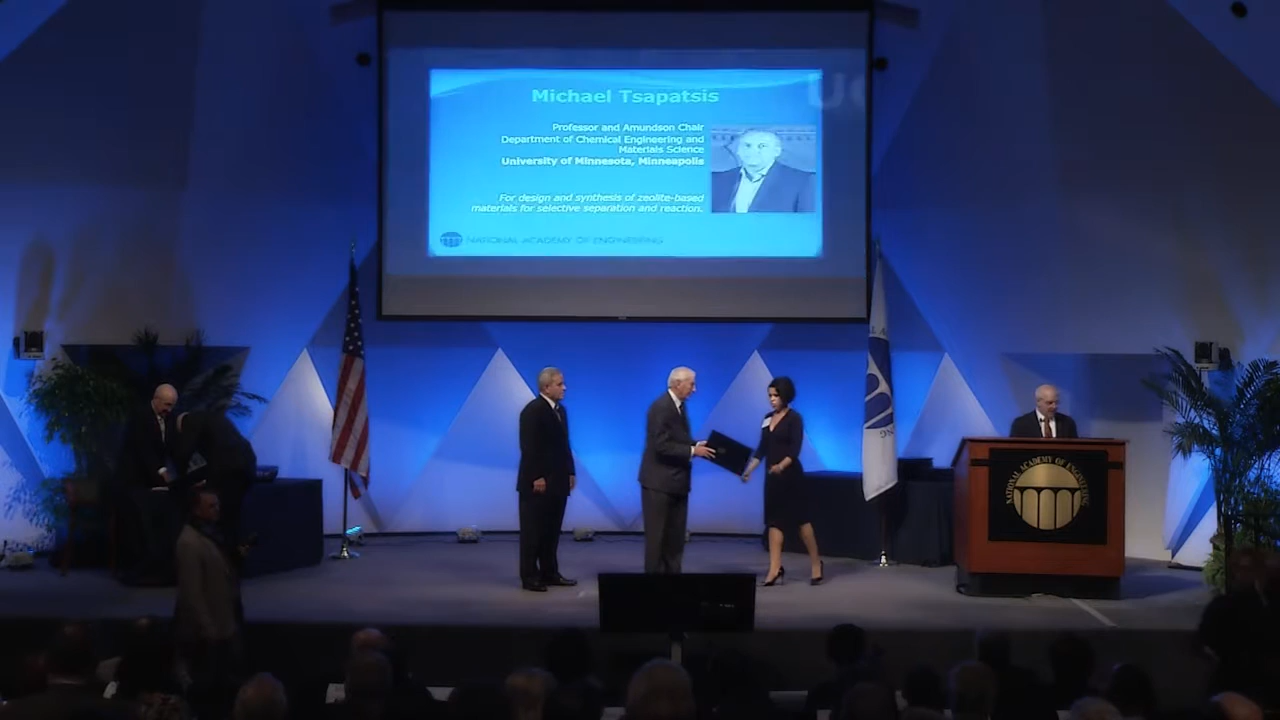 Michael Tsapatsis
Professor and Amundson Chair
Department of Chemical Engineering and
Materials Science
University of Minnesota, Minneapolis
For design and synthesis of zeolite-based
materials for selective separation and reaction.
NATIONAL ACADEMY OF ENGINEERING
NATIONAL ACADEMY OF ENGINEERING